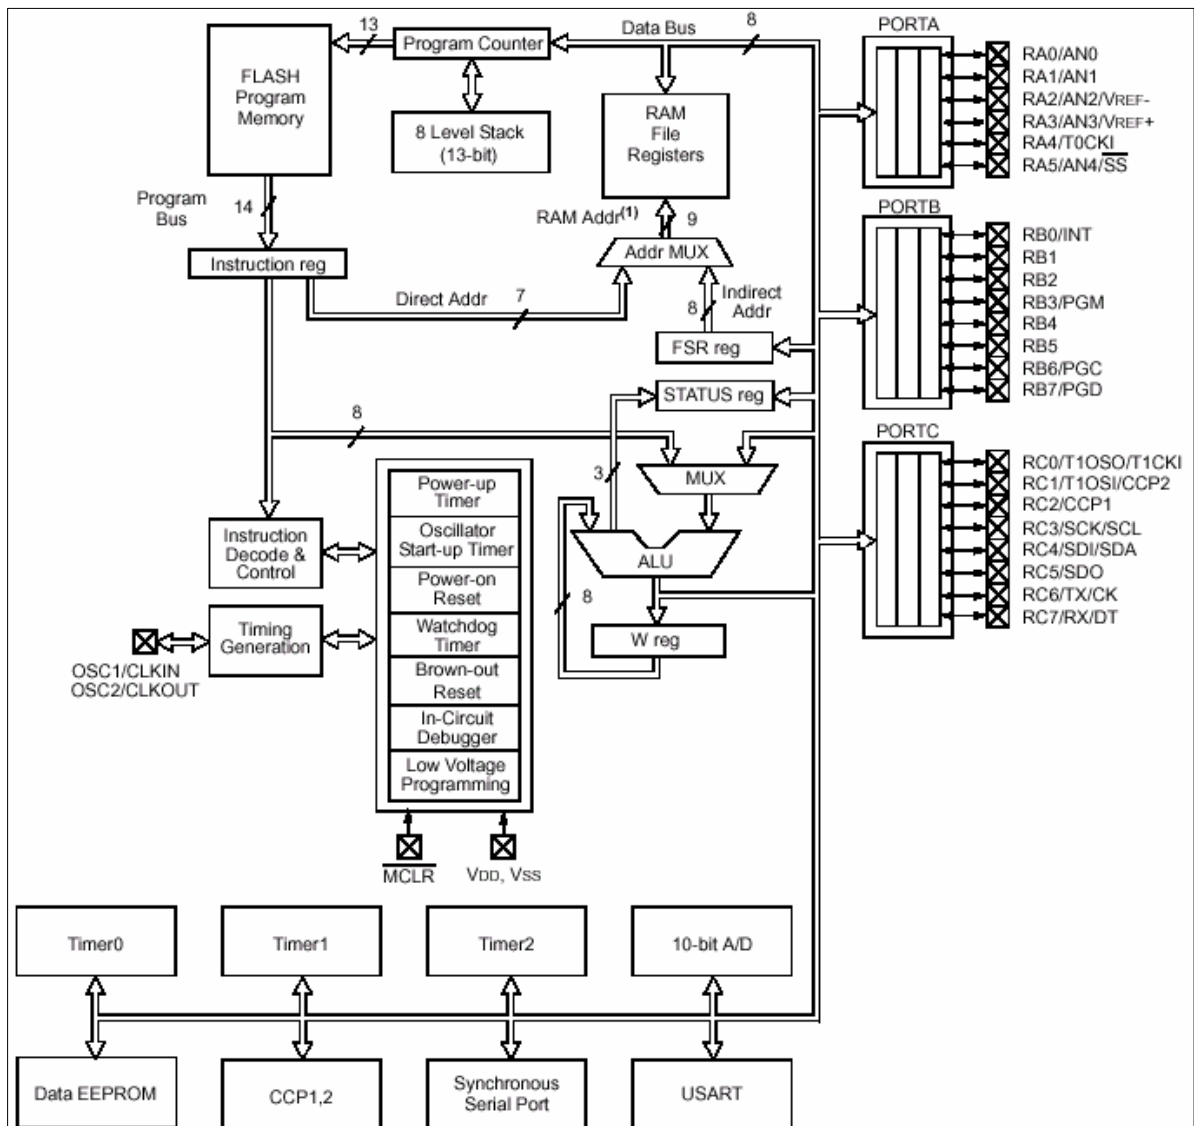 13
Data Bus
8
PORTA
Program Counter
FLASH
Program
Memory
8 Level Stack
(13-bit)
RAM
File
Registers
RA0/AN0
RA1/AN1
RA2/AN2/VREF-
RA3/AN3/VREF+
RA4/T0CKI
RA5/AN4/SS
Program
Bus
14
RAM Addr(1)
9
PORTB
Instruction reg
Addr MUX
Direct Addr
7
8
Indirect
Addr
FSR reg
RB0/INT
RB1
RB2
RB3/PGM
RB4
RB5
RB6/PGC
RB7/PGD
STATUS reg
8
PORTC
3
MUX
Power-up
Timer
Oscillator
Start-up Timer
Power-on
Reset
Watchdog
Timer
Brown-out
Reset
In-Circuit
Debugger
Low Voltage
Programming
Instruction
Decode &
Control
ALU
8
W reg
RC0/T1OSO/T1CKI
RC1/T1OSI/CCP2
RC2/CCP1
RC3/SCK/SCL
RC4/SDI/SDA
RC5/SDO
RC6/TX/CK
RC7/RX/DT
Timing
Generation
OSC1/CLKIN
OSC2/CLKOUT
MCLR
VDD, VSS
Timer0
Timer1
Timer2
10-bit A/D
Data EEPROM
CCP1,2
Synchronous
Serial Port
USART